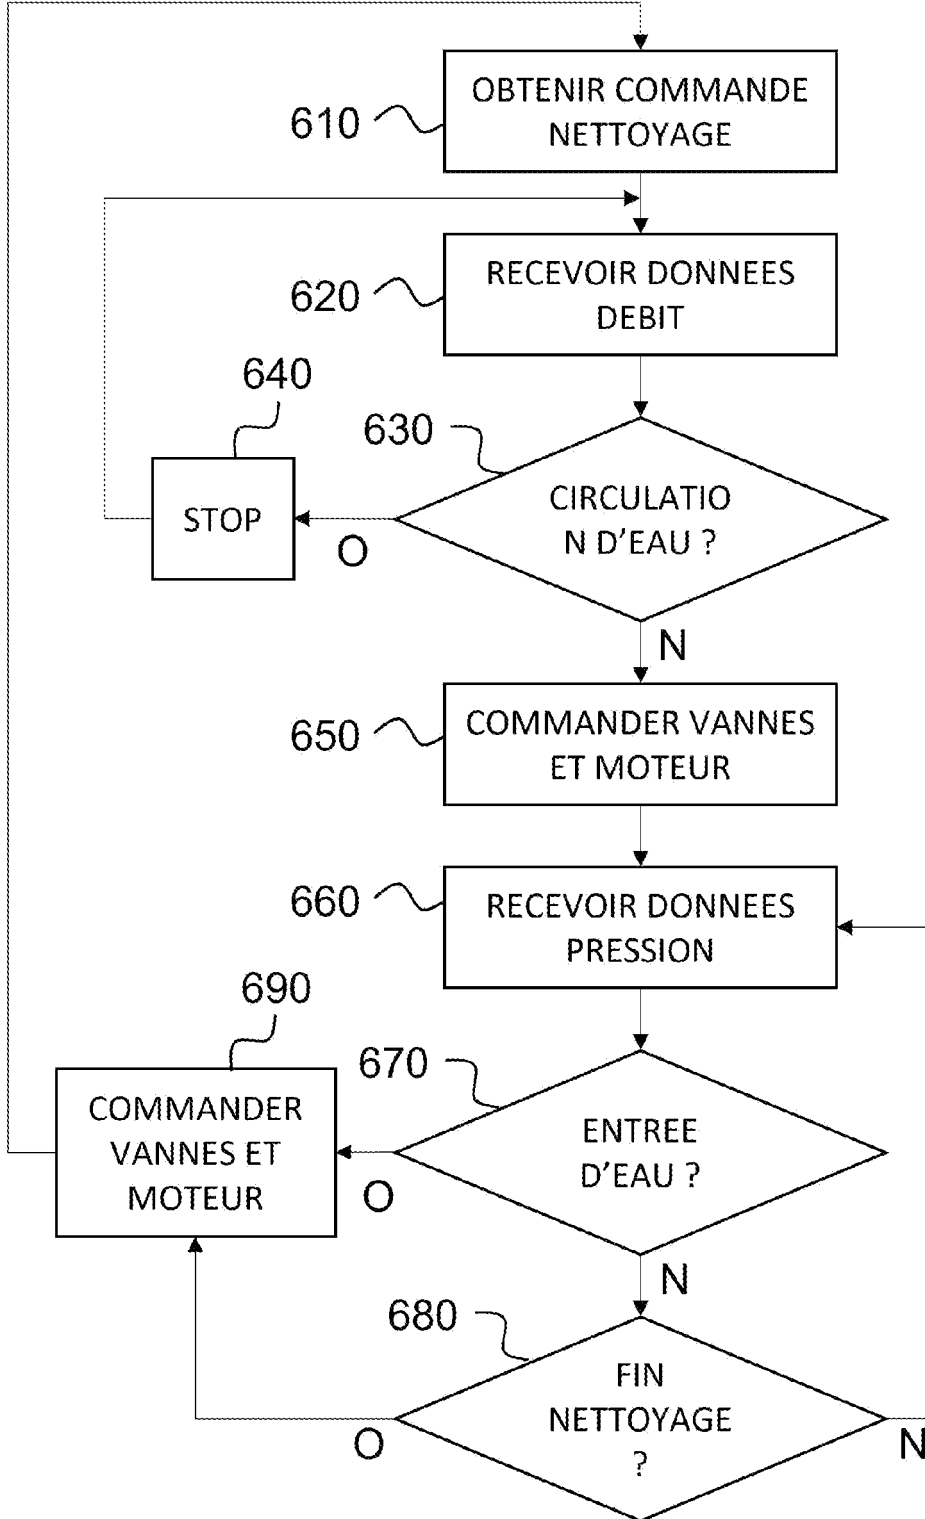 OBTENIR COMMANDE
NETTOYAGE
610
RECEVOIR DONNEES
DEBIT
620
640
630
STOP
CIRCULATIO
N D’EAU ?
O
N
COMMANDER VANNES
ET MOTEUR
650
660
RECEVOIR DONNEES
PRESSION
690
670
COMMANDER
VANNES ET
MOTEUR
ENTREE
D’EAU ?
O
N
680
FIN
NETTOYAGE
?
O
N